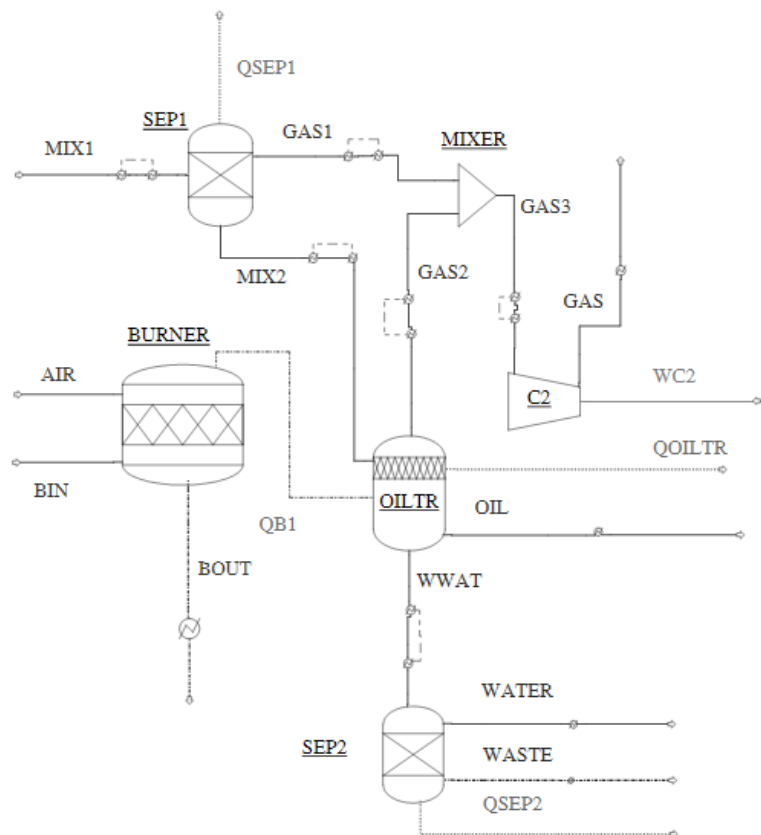 QSEP1
SEP1
GAS1
MIXER
MIX1
GAS3
MIX2
GAS2
GAS
BURNER
AIR
WC2
C2
QOILTR
BIN
OILTR
OIL
QB1
BOUT
WWAT
WATER
SEP2
WASTE
QSEP2